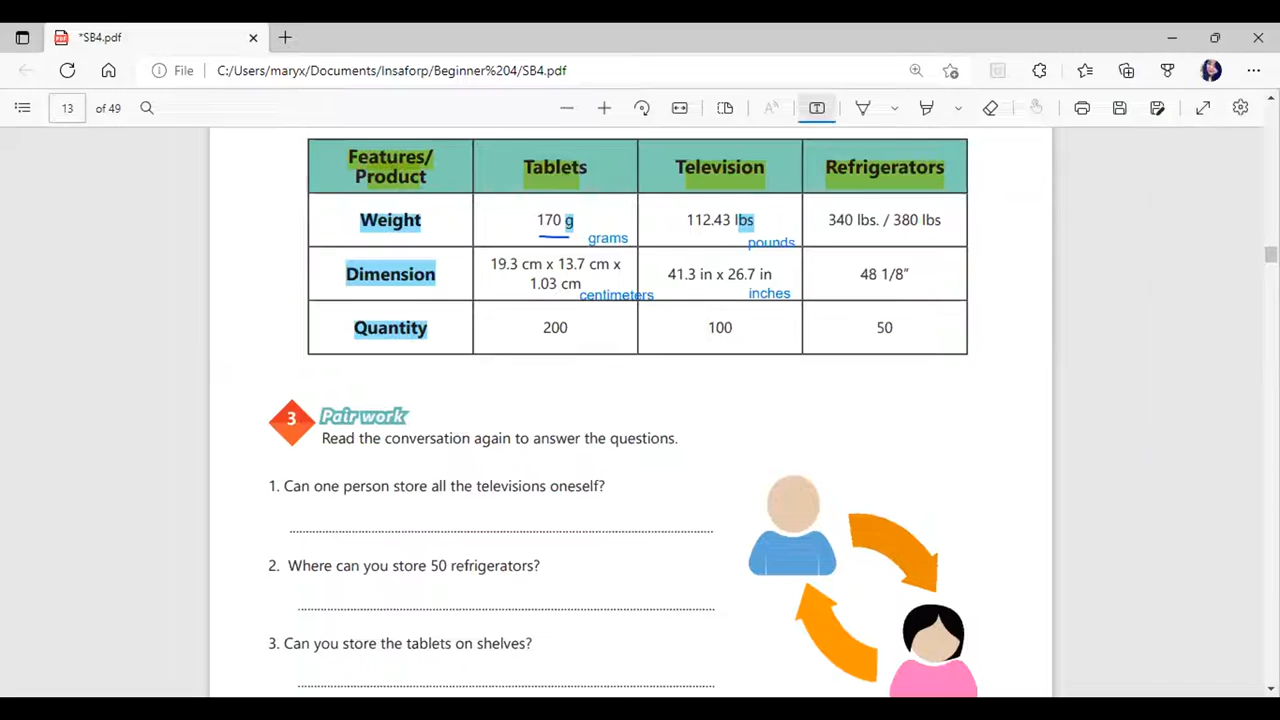 *SB4.pdf
File
C:/Users/maryx/Documents/Insaforp/Beginner%204/SB4.pdf
13 of 49
Features/ Product
Tablets
Television
Refrigerators
Weight
170 g
grams
112.43 lbs
pounds
340 lbs. / 380 lbs
Dimension
19.3 cm x 13.7 cm x
1.03 cm
centimeters
41.3 in x 26.7 in
inches
48 1/8”
Quantity
200
100
50
3
Pair work
Read the conversation again to answer the questions.
1. Can one person store all the televisions oneself?
2. Where can you store 50 refrigerators?
3. Can you store the tablets on shelves?